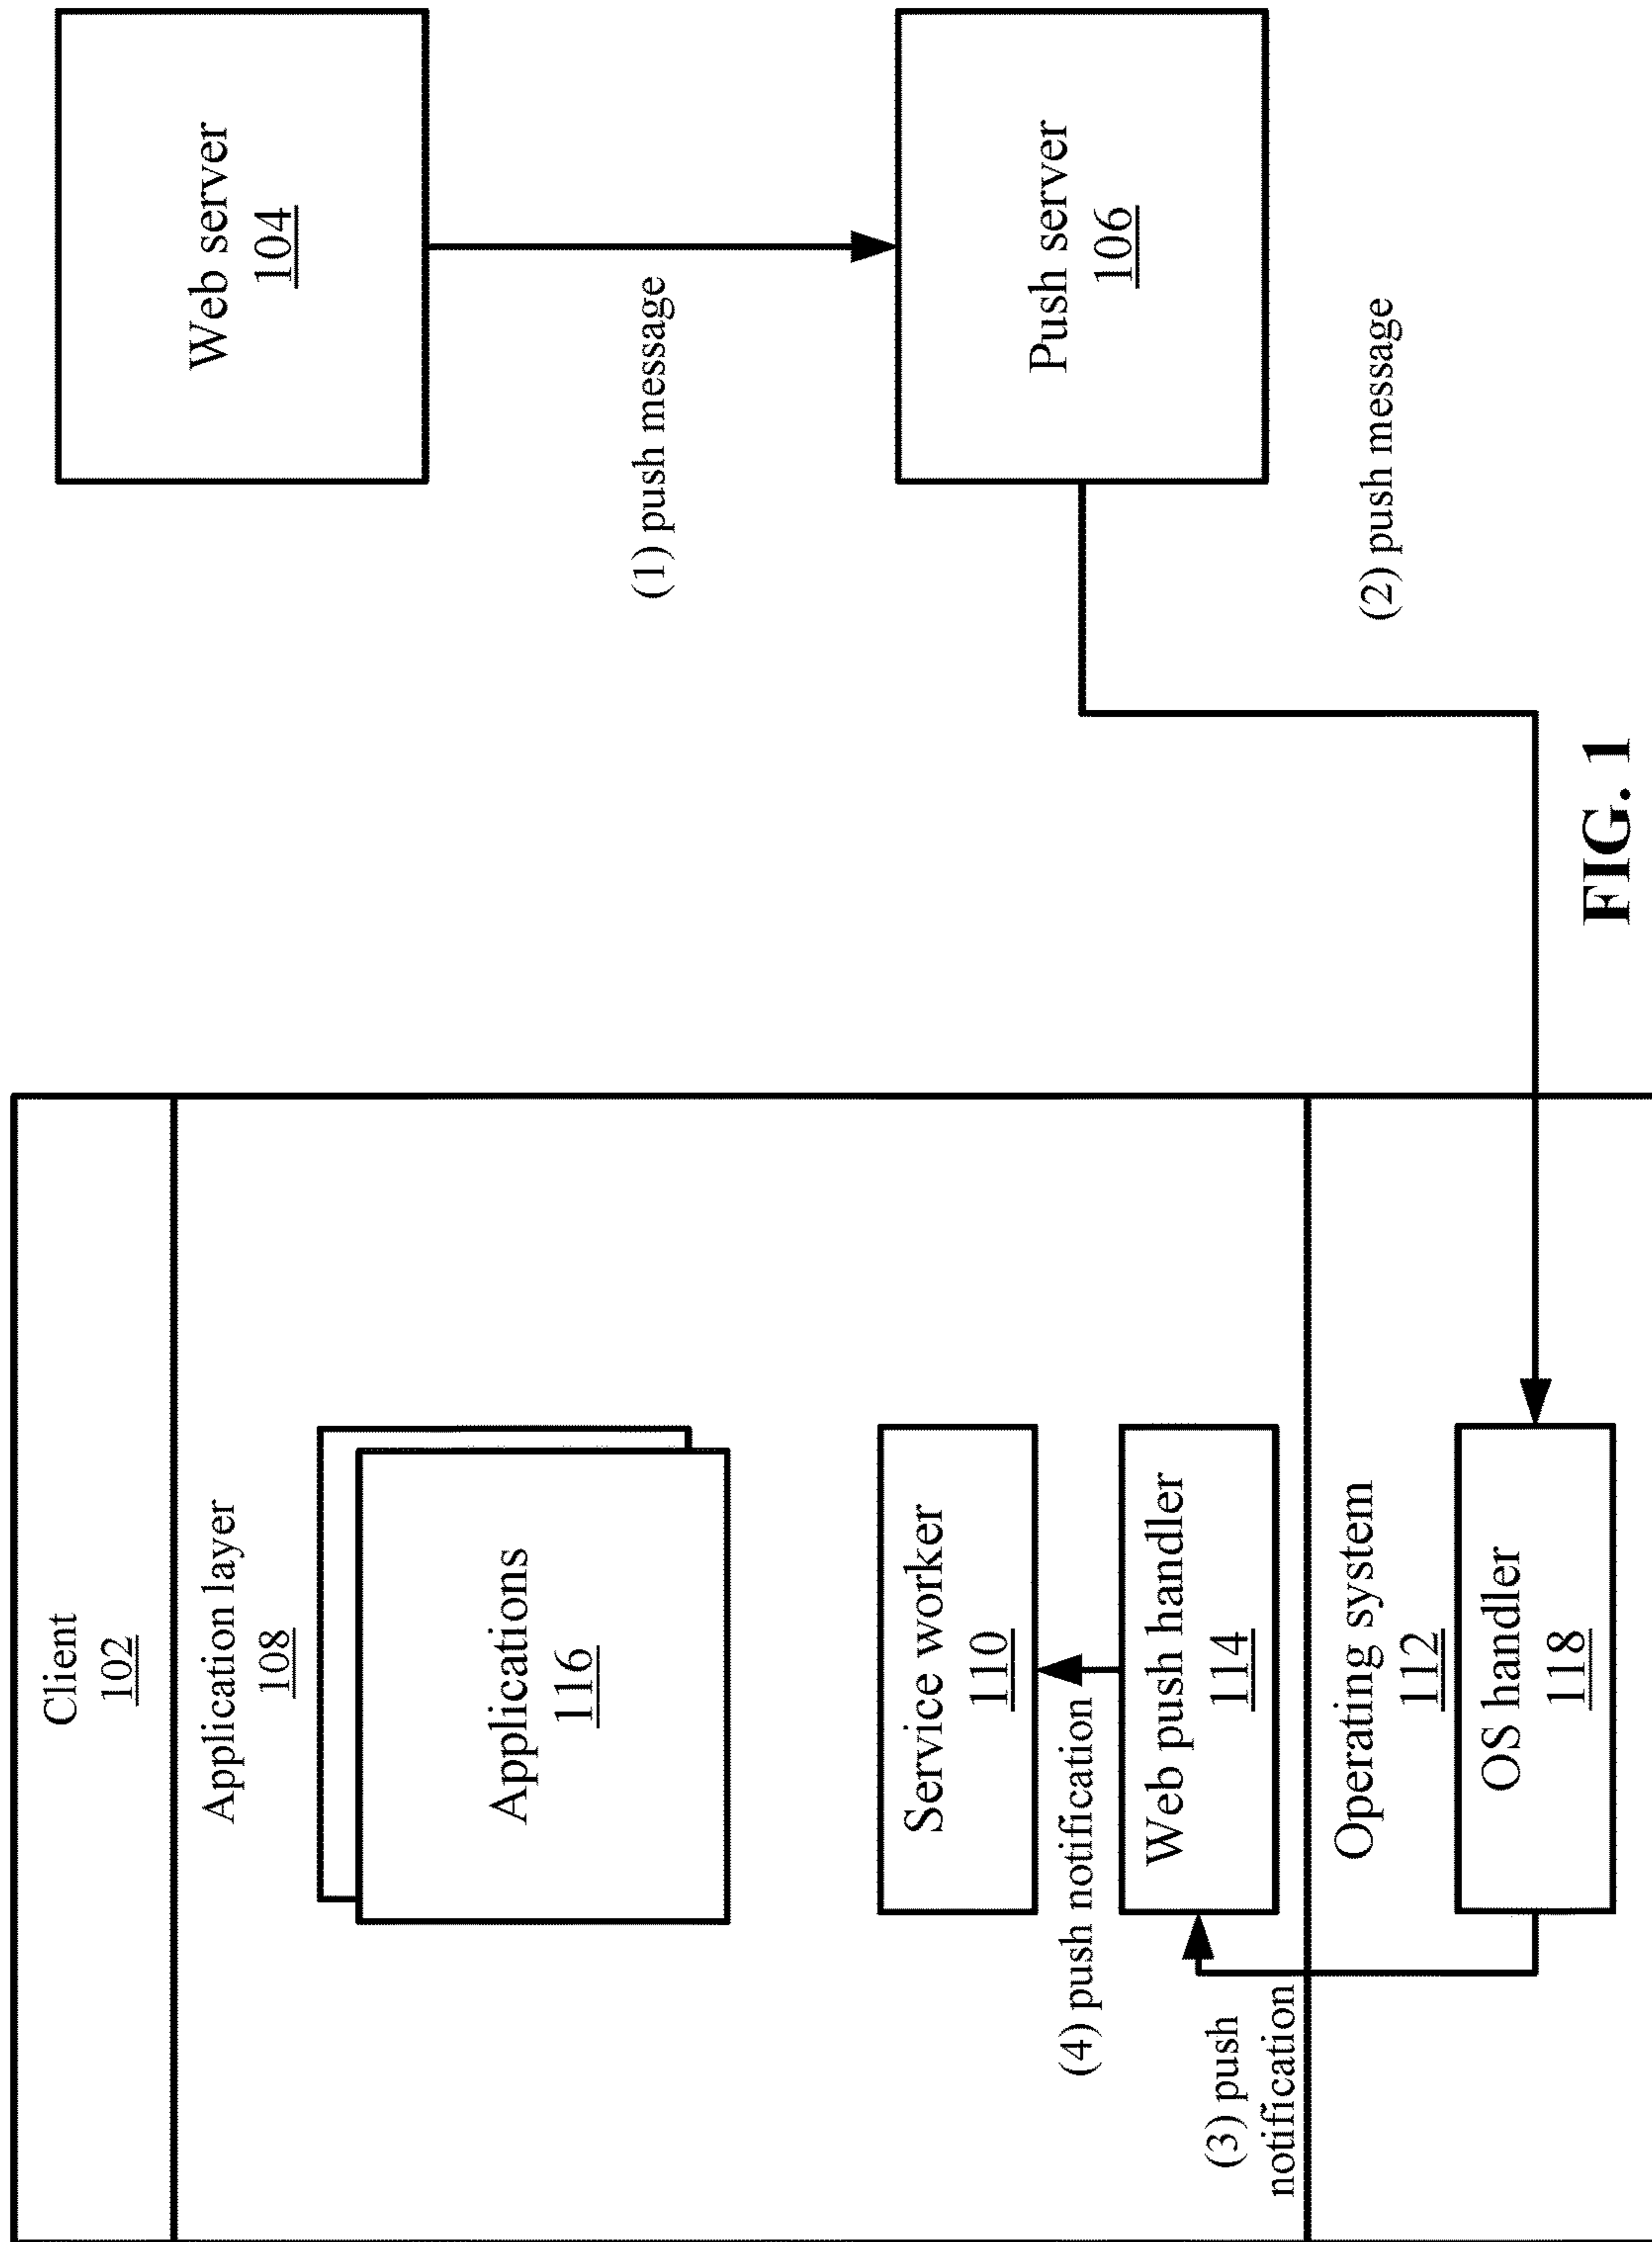 Client
102
Application layer
108
Applications
116
Service worker
110
(4) push notification
Web push handler
114
(3) push
notification
Operating system
112
OS handler
118
Web server
104
(1) push message
Push server
106
(2) push message
FIG. 1